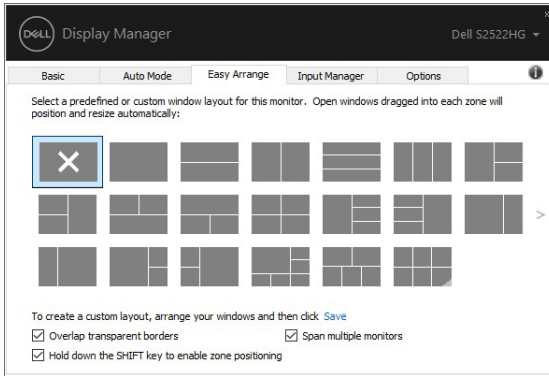 DELL Display Manager
Dell S2522HG
Basic Auto Mode Easy Arrange Input Manager Options
Select a predefined or custom window layout for this monitor. Open windows dragged into each zone will
position and resize automatically:
To create a custom layout, arrange your windows and then click Save
Overlap transparent borders Span multiple monitors
Hold down the SHIFT key to enable zone positioning